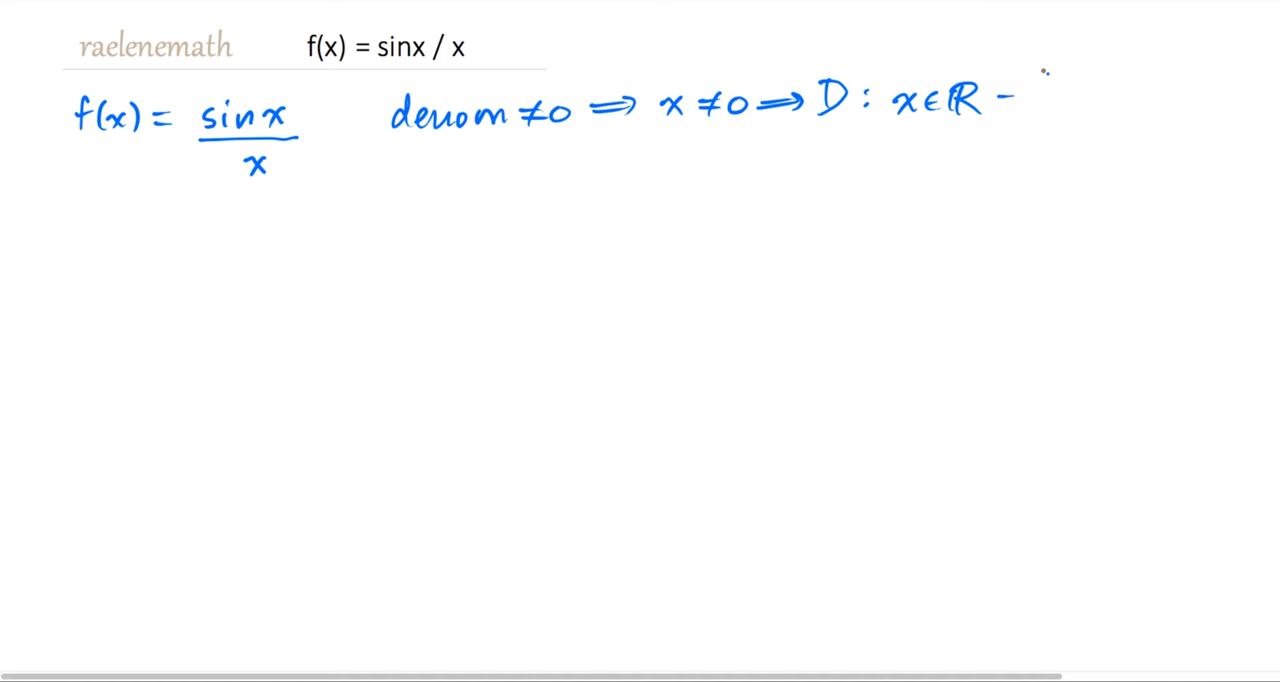 raelenemath f(x) = sinx / x
f(x) = sinx / x denom ≠0 ⟹ x ≠0 ⟹ D : x∈ℝ −